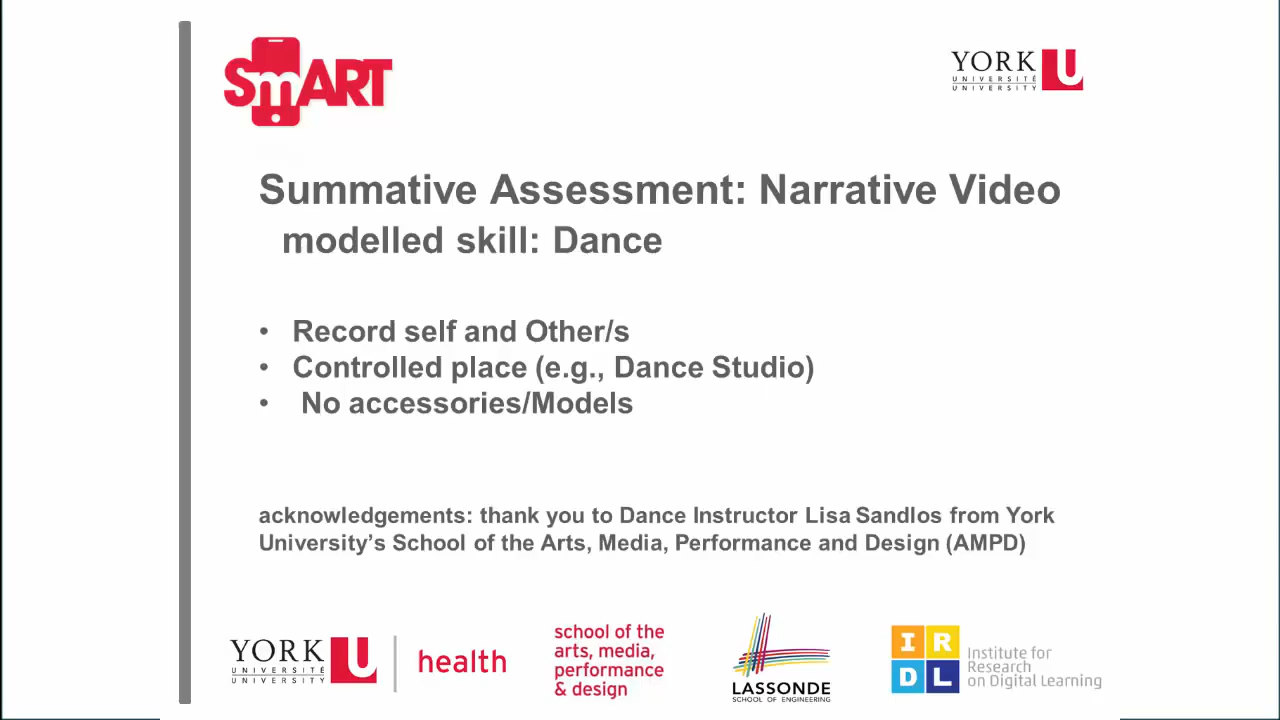 SmART
YORK U
UNIVERSITÉ
UNIVERSITY
Summative Assessment: Narrative Video
modelled skill: Dance
• Record self and Other/s
• Controlled place (e.g., Dance Studio)
• No accessories/Models
acknowledgements: thank you to Dance Instructor Lisa Sandlos from York
University’s School of the Arts, Media, Performance and Design (AMPD)
YORK U
UNIVERSITÉ
UNIVERSITY
health
school of the
arts, media,
performance
& design
LASSONDE
SCHOOL OF ENGINEERING
IR
DL
Institute for
Research
on Digital Learning